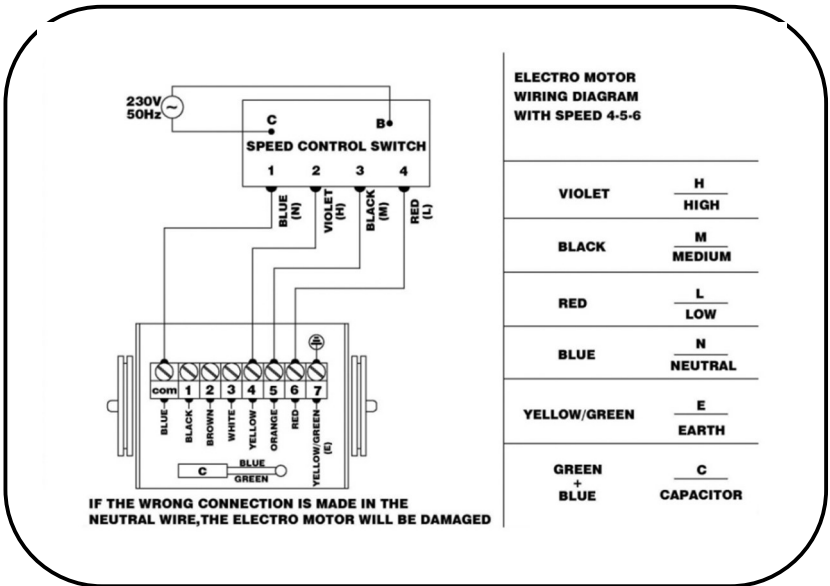 230V
50Hz
~
C
B
SPEED CONTROL SWITCH
1 2 3 4
BLUE
(N)
VIOLET
(H)
BLACK
(M)
RED
(L)
com 1 2 3 4 5 6 7
BLUE
BLACK
BROWN
WHITE
YELLOW
ORANGE
RED
YELLOW/GREEN
(E)
C
BLUE
GREEN
IF THE WRONG CONNECTION IS MADE IN THE
NEUTRAL WIRE,THE ELECTRO MOTOR WILL BE DAMAGED
ELECTRO MOTOR
WIRING DIAGRAM
WITH SPEED 4-5-6
VIOLET
H
HIGH
BLACK
M
MEDIUM
RED
L
LOW
BLUE
N
NEUTRAL
YELLOW/GREEN
E
EARTH
GREEN
+
BLUE
C
CAPACITOR